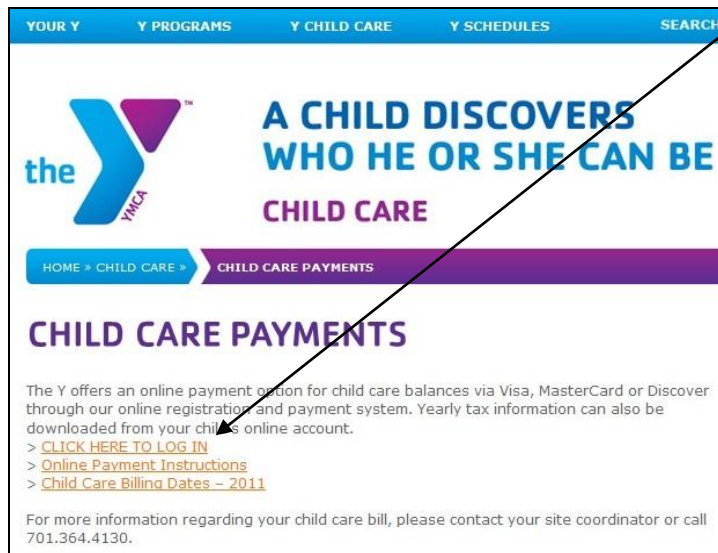 YOUR Y Y PROGRAMS Y CHILD CARE Y SCHEDULES SEARCH
the YMCA TM
A CHILD DISCOVERS
WHO HE OR SHE CAN BE
CHILD CARE
HOME » CHILD CARE » CHILD CARE PAYMENTS
CHILD CARE PAYMENTS
The Y offers an online payment option for child care balances via Visa, MasterCard or Discover
through our online registration and payment system. Yearly tax information can also be
downloaded from your child's online account.
> CLICK HERE TO LOG IN
> Online Payment Instructions
> Child Care Billing Dates – 2011
For more information regarding your child care bill, please contact your site coordinator or call
701.364.4130.